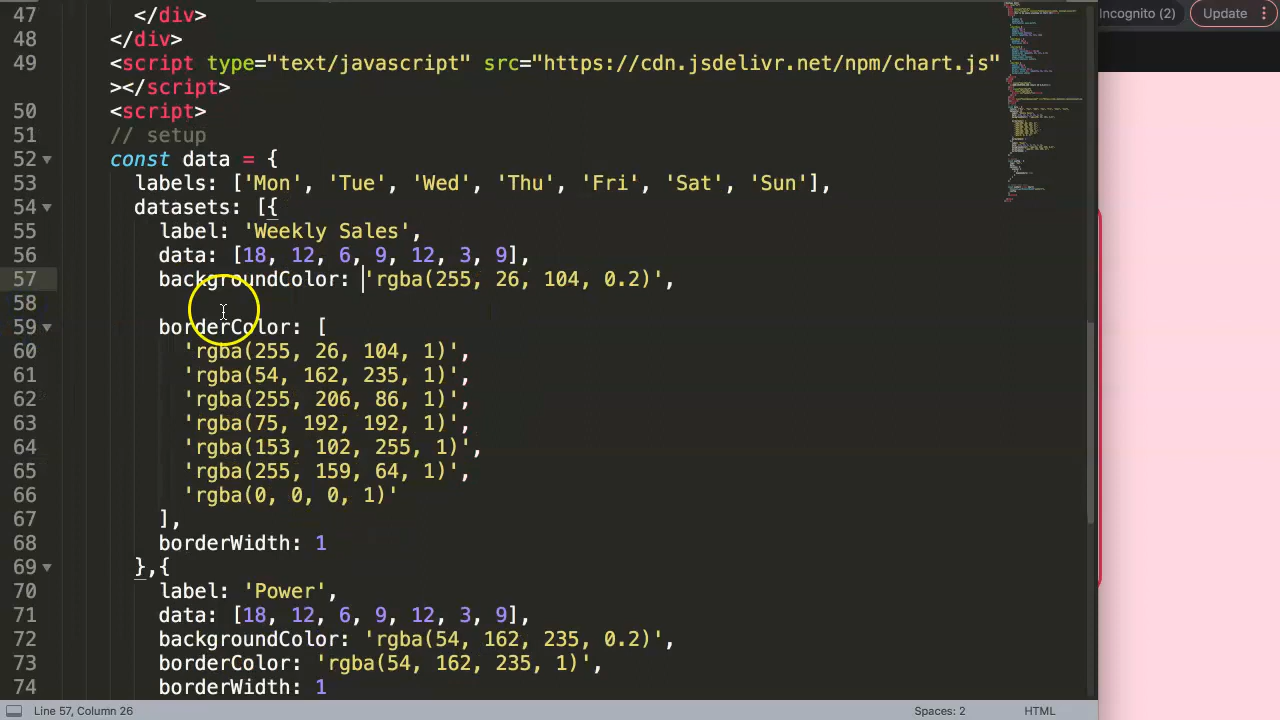 47 </div>
48 </div>
49 <script type="text/javascript" src="https://cdn.jsdelivr.net/npm/chart.js"
></script>
50 <script>
51 // setup
52 const data = {
53 labels: ['Mon', 'Tue', 'Wed', 'Thu', 'Fri', 'Sat', 'Sun'],
54 datasets: [{
55 label: 'Weekly Sales',
56 data: [18, 12, 6, 9, 12, 3, 9],
57 backgroundColor: 'rgba(255, 26, 104, 0.2)',
58
59 borderColor: [
60 'rgba(255, 26, 104, 1)',
61 'rgba(54, 162, 235, 1)',
62 'rgba(255, 206, 86, 1)',
63 'rgba(75, 192, 192, 1)',
64 'rgba(153, 102, 255, 1)',
65 'rgba(255, 159, 64, 1)',
66 'rgba(0, 0, 0, 1)'
67 ],
68 borderWidth: 1
69 },{
70 label: 'Power',
71 data: [18, 12, 6, 9, 12, 3, 9],
72 backgroundColor: 'rgba(54, 162, 235, 0.2)',
73 borderColor: 'rgba(54, 162, 235, 1)',
74 borderWidth: 1
Line 57, Column 26
Spaces: 2
HTML
Incognito (2)
Update